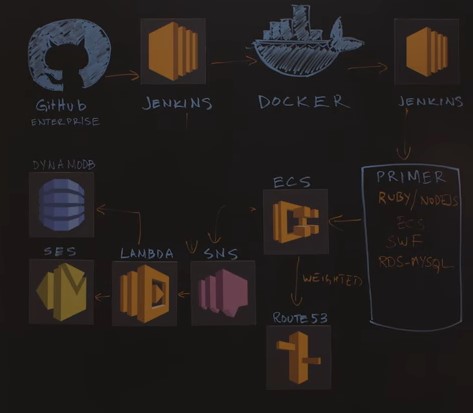 GitHub
ENTERPRISE
JENKINS
DOCKER
JENKINS
DYNAMODB
ECS
PRIMER
RUBY/NODEJS
ECS
SWF
RDS-MYSQL
SES
LAMBDA
SNS
WEIGHTED
ROUTE 53